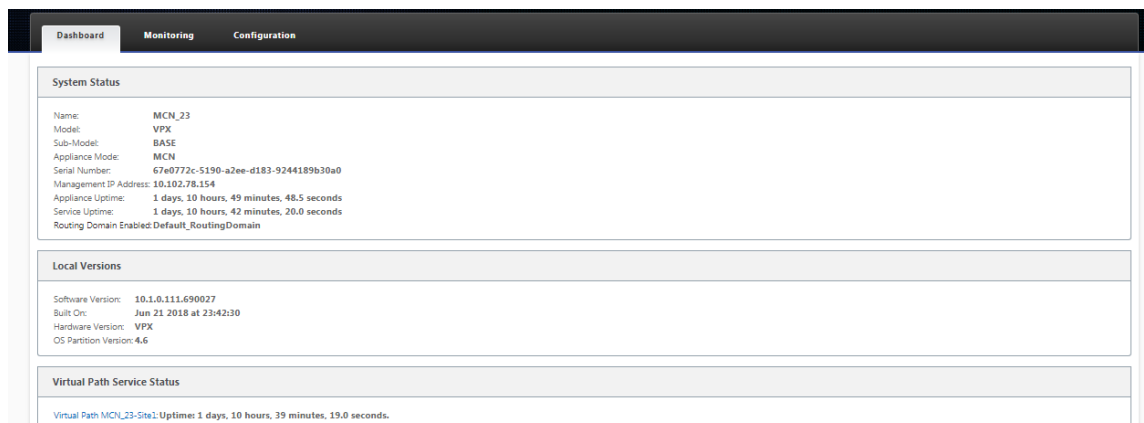 Dashboard Monitoring Configuration
System Status
Name: MCN_23
Model: VPX
Sub-Model: BASE
Appliance Mode: MCN
Serial Number: 67e0772c-5190-a2ee-d183-9244189b30a0
Management IP Address: 10.102.78.154
Appliance Uptime: 1 days, 10 hours, 49 minutes, 48.5 seconds
Service Uptime: 1 days, 10 hours, 42 minutes, 20.0 seconds
Routing Domain Enabled: Default_RoutingDomain
Local Versions
Software Version: 10.1.0.111.690027
Built On: Jun 21 2018 at 23:42:30
Hardware Version: VPX
OS Partition Version: 4.6
Virtual Path Service Status
Virtual Path MCN_23-Site1: Uptime: 1 days, 10 hours, 39 minutes, 19.0 seconds.